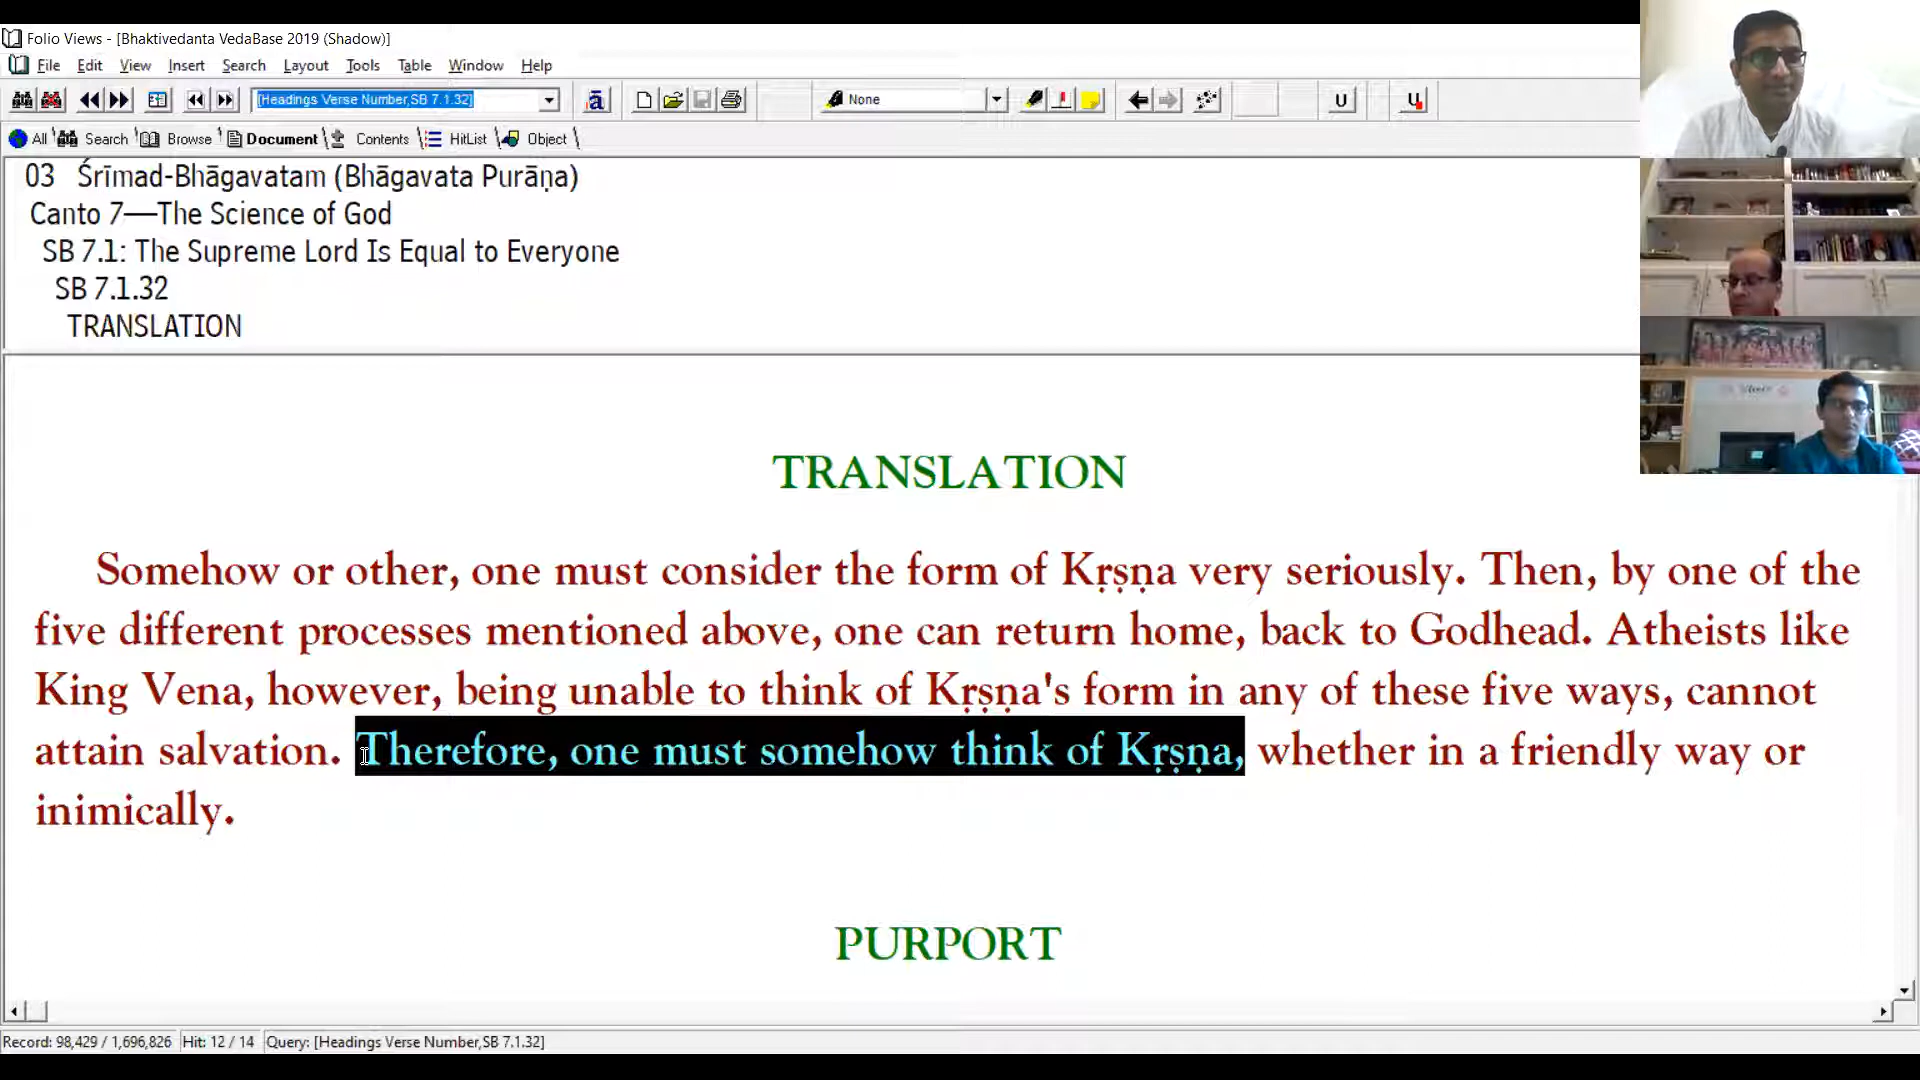 Folio Views - [Bhaktivedanta VedaBase 2019 (Shadow)]
File Edit View Insert Search Layout Tools Table Window Help
[Headings Verse Number,SB 7.1.32] None U
All Search Browse Document Contents HitList Object
03 Śrīmad-Bhāgavatam (Bhāgavata Purāṇa)
Canto 7—The Science of God
SB 7.1: The Supreme Lord Is Equal to Everyone
SB 7.1.32
TRANSLATION
TRANSLATION
Somehow or other, one must consider the form of Kṛṣṇa very seriously. Then, by one of the
five different processes mentioned above, one can return home, back to Godhead. Atheists like
King Vena, however, being unable to think of Kṛṣṇa's form in any of these five ways, cannot
attain salvation. Therefore, one must somehow think of Kṛṣṇa, whether in a friendly way or
inimically.
PURPORT
Record: 98,429 / 1,696,826 Hit: 12 / 14 Query: [Headings Verse Number,SB 7.1.32]